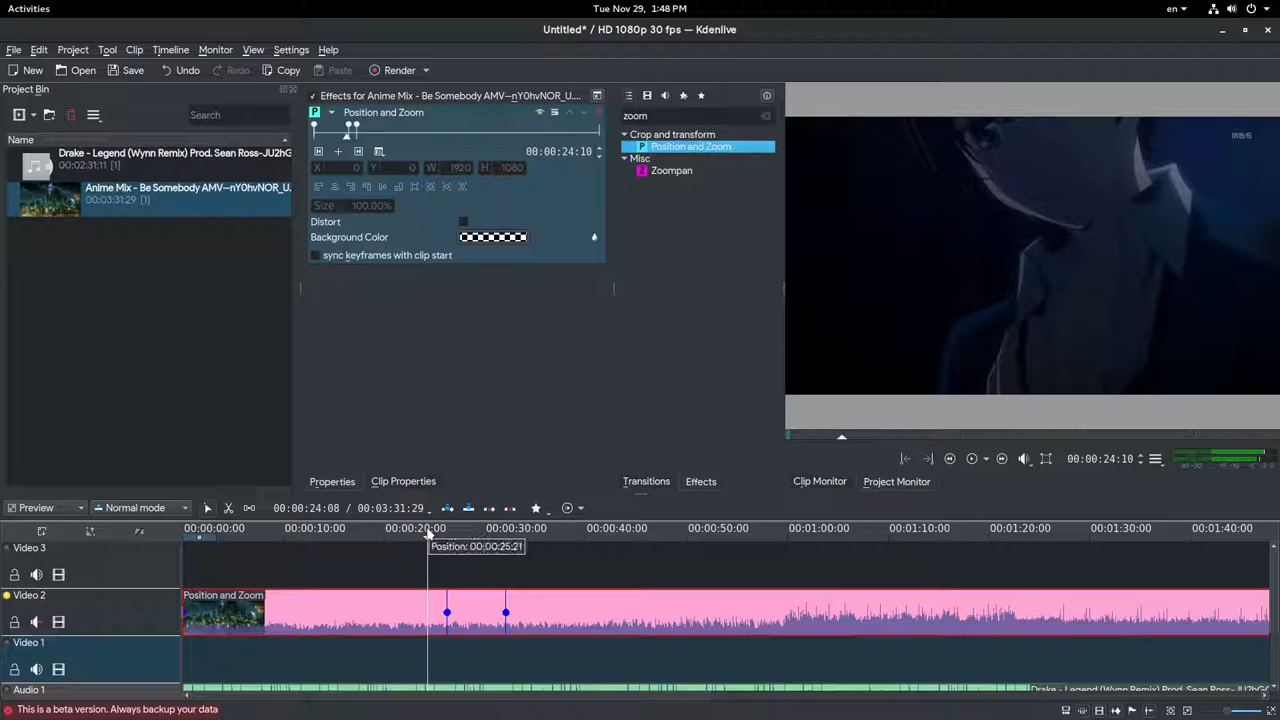 Activities
Tue Nov 29, 1:48 PM
en
Untitled* / HD 1080p 30 fps — Kdenlive
File Edit Project Tool Clip Timeline Monitor View Settings Help
New Open Save Undo Redo Copy Paste Render
Project Bin
Search
Name
Drake - Legend (Wynn Remix) Prod. Sean Ross-JU2hG
00:02:31:11 [1]
Anime Mix - Be Somebody AMV--nY0hvNOR_U.
00:03:31:29 [1]
Effects for Anime Mix - Be Somebody AMV--nY0hvNOR_U....
P Position and Zoom
00:00:24:10
X 0 Y 0 W 1920 H 1080
Size 100.00%
Distort
Background Color
sync keyframes with clip start
zoom
Crop and transform
P Position and Zoom
Misc
Z Zoompan
MBS
Properties Clip Properties
Transitions Effects
00:00:24:10
Clip Monitor Project Monitor
Preview Normal mode 00:00:24:08 / 00:03:31:29
00:00:00:00 00:00:10:00 00:00:20:00 00:00:30:00 00:00:40:00 00:00:50:00 00:01:00:00 00:01:10:00 00:01:20:00 00:01:30:00 00:01:40:00
Position: 00:00:25:21
Video 3
Video 2
Position and Zoom
Video 1
Audio 1
Drake - Legend (Wynn Remix) Prod. Sean Ross-JU2hG
This is a beta version. Always backup your data